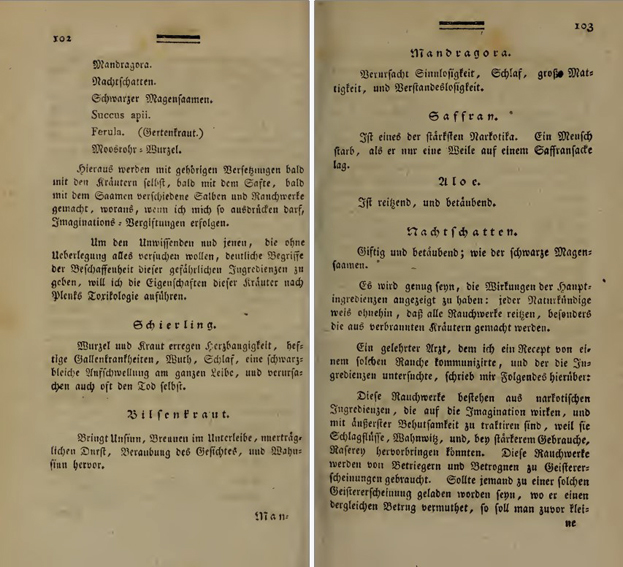 102
Mandragora.
Nachtschatten.
Schwarzer Magensaamen.
Succus apii.
Ferula. (Gertenkraut.)
Moosrohr-Wurzel.
Hieraus werden mit gehörigen Versetzungen bald
mit den Kräutern selbst, bald mit dem Safte, bald
mit dem Saamen verschiedene Salben und Rauchwerke
gemacht, woraus, wenn ich mich so ausdrücken darf,
Imaginations-Vergiftungen erfolgen.
Um den Unwissenden und jenen, die ohne
Ueberlegung alles versuchen wollen, deutliche Begriffe
der Beschaffenheit dieser gefährlichen Ingredienzen zu
geben, will ich die Eigenschaften dieser Kräuter nach
Plenks Toxikologie anführen.
Schierling.
Wurzel und Kraut erregen Herzbangigkeit, hef-
tige Gallenkrankheiten, Wuth, Schlaf, eine schwarz-
bleiche Aufschwellung am ganzen Leibe, und verursa-
chen auch oft den Tod selbst.
Bilsenkraut.
Bringt Unsinn, Brennen im Unterleibe, unerträg-
lichen Durst, Beraubung des Gesichtes, und Wahn-
sinn hervor.
Man-
103
Mandragora.
Verursacht Sinnlosigkeit, Schlaf, große Mat-
tigkeit, und Verstandeslosigkeit.
Saffran.
Ist eines der stärksten Narkotika. Ein Mensch
starb, als er nur eine Weile auf einem Saffransacke
lag.
Aloe.
Ist reitzend, und betäubend.
Nachtschatten.
Giftig und betäubend; wie der schwarze Magen-
saamen.
Es wird genug seyn, die Wirkungen der Haupt-
ingredienzen angezeigt zu haben: jeder Naturkündige
weis ohnehin, daß alle Rauchwerke reitzen, besonders
die aus verbrannten Kräutern gemacht werden.
Ein gelehrter Arzt, dem ich ein Recept von ei-
nem solchen Rauche kommunizirte, und der die In-
gredienzen untersuchte, schrieb mir Folgendes hierüber:
Diese Rauchwerke bestehen aus narkotischen
Ingredienzen, die auf die Imagination wirken, und
mit äußerster Behutsamkeit zu traktiren sind, weil sie
Schlagflüsse, Wahnwitz, und, bey stärkerem Gebrauche,
Raserey hervorbringen könnten. Diese Rauchwerke
werden von Betriegern und Betrognen zu Geisterer-
scheinungen gebraucht. Sollte jemand zu einer solchen
Geistererscheinung geladen worden seyn, wo er einen
dergleichen Betrug vermuthet, so soll man zuvor klei-
ne